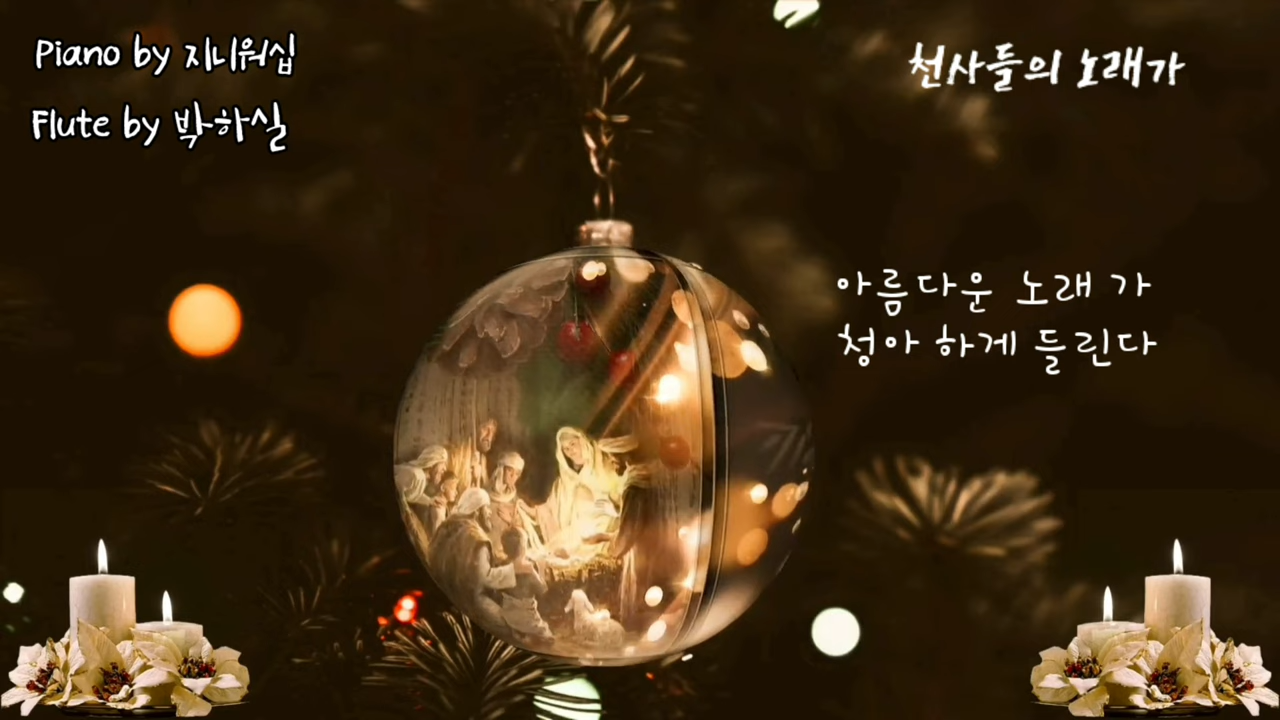 Piano by 지니워십
Flute by 박하실
천사들의 노래가
아름다운 노래 가
청아 하게 들린다